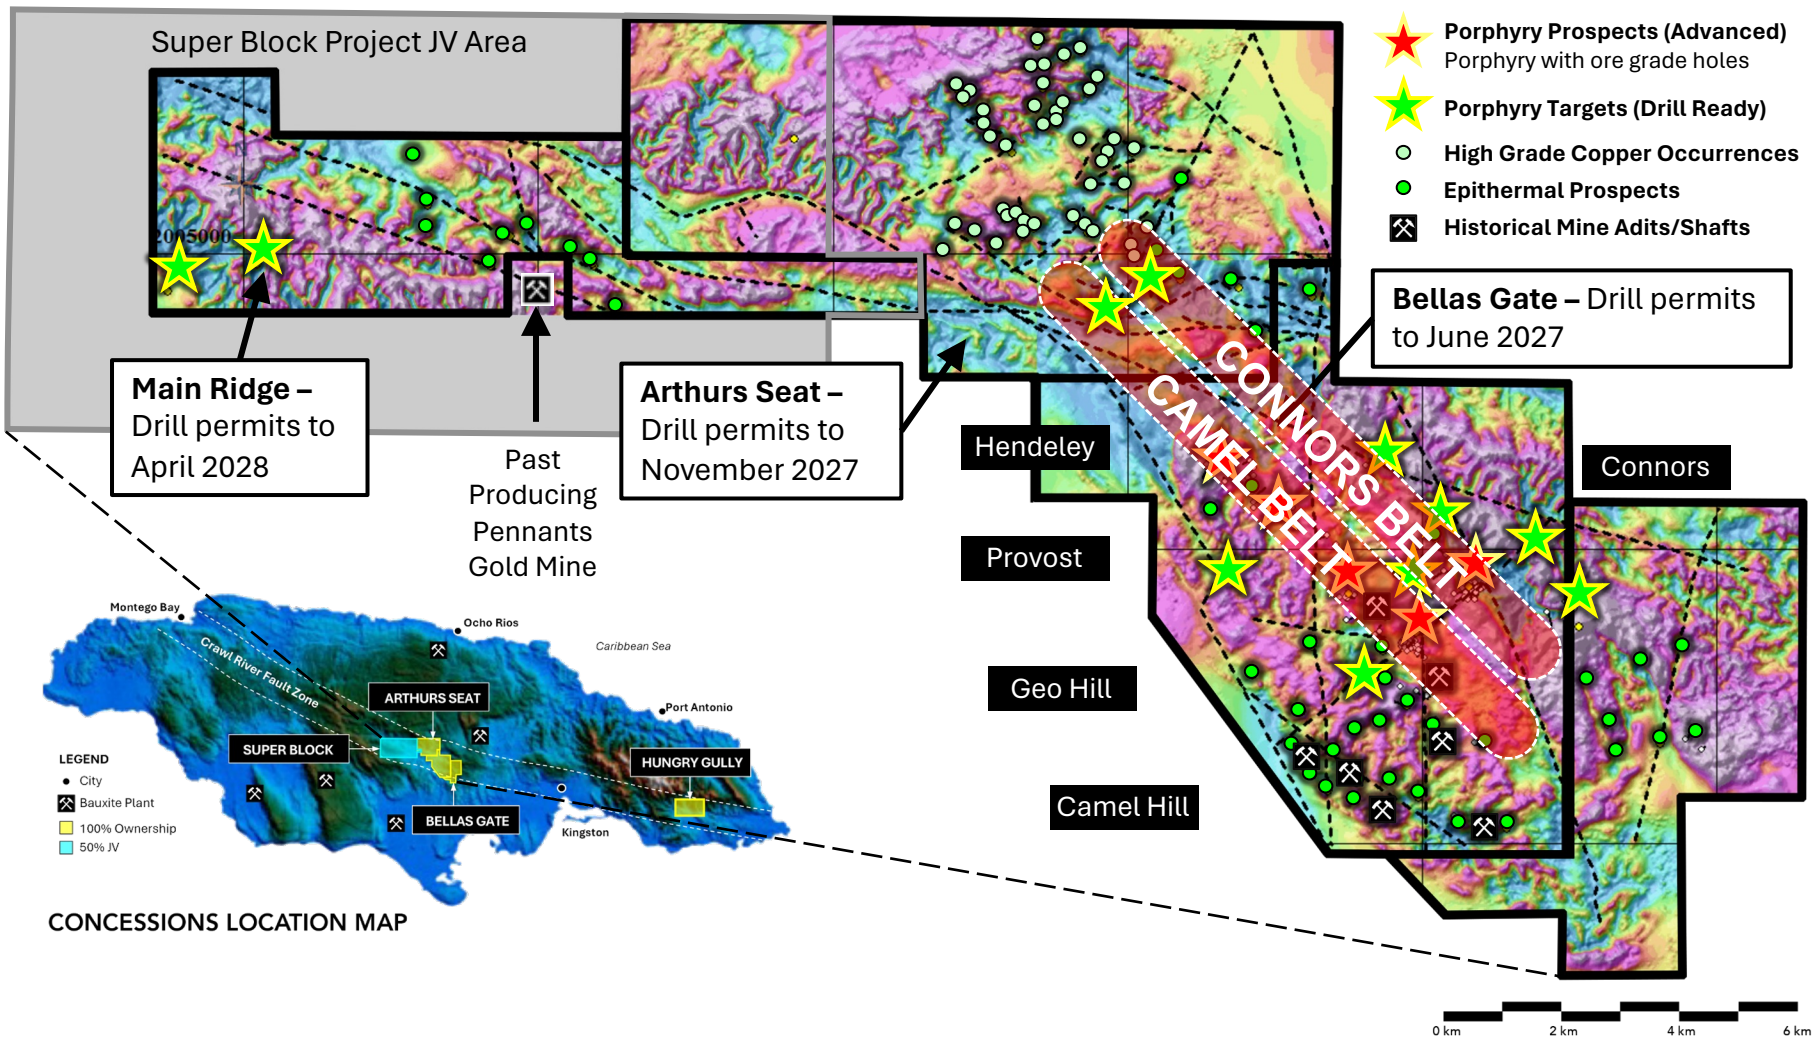 Super Block Project JV Area
2005000
Porphyry Prospects (Advanced)
Porphyry with ore grade holes
Porphyry Targets (Drill Ready)
High Grade Copper Occurrences
Epithermal Prospects
Historical Mine Adits/Shafts
Bellas Gate – Drill permits
to June 2027
Main Ridge –
Drill permits to
April 2028
Past
Producing
Pennants
Gold Mine
Arthurs Seat –
Drill permits to
November 2027
CONNORS BELT
CAMEL BELT
Hendeley
Connors
Provost
Geo Hill
Camel Hill
Montego Bay
Ocho Rios
Caribbean Sea
Crawl River Fault Zone
ARTHURS SEAT
Port Antonio
SUPER BLOCK
HUNGRY GULLY
BELLAS GATE
Kingston
LEGEND
City
Bauxite Plant
100% Ownership
50% JV
CONCESSIONS LOCATION MAP
0 km
2 km
4 km
6 km